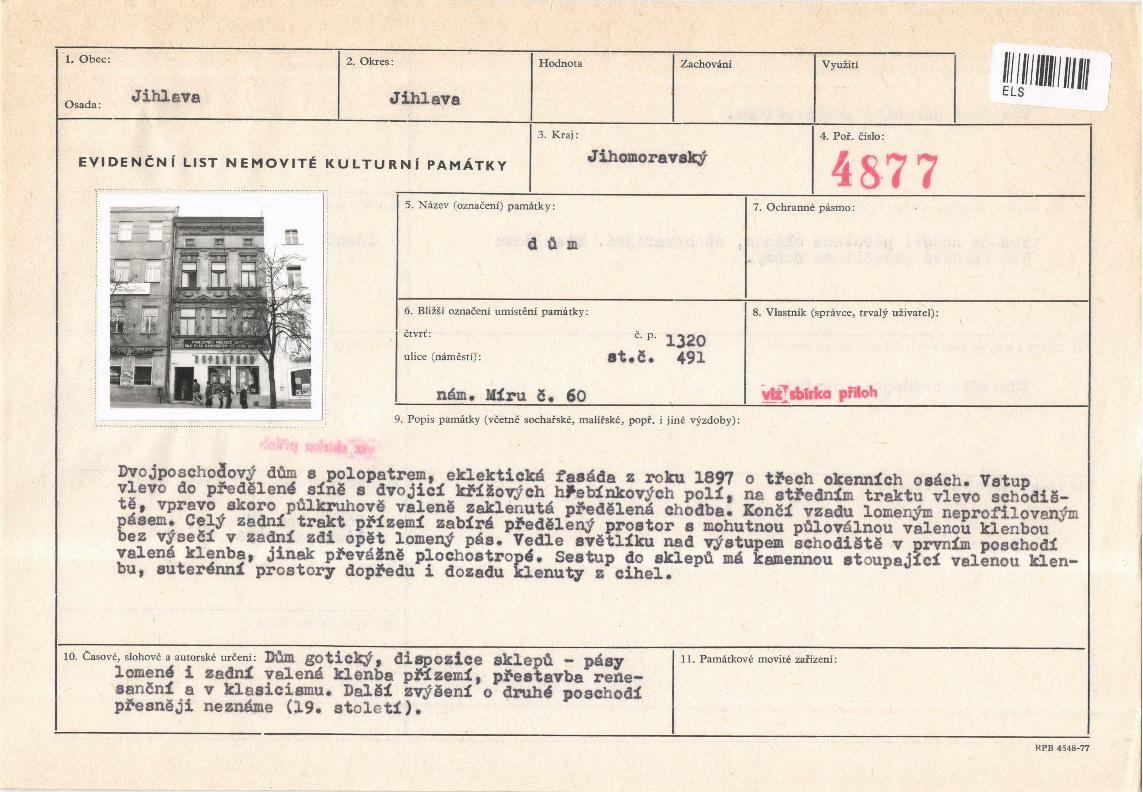 1. Obec:
Osada: Jihlava
2. Okres:
Jihlava
Hodnota
Zachování
Využití
ELS
EVIDENČNÍ LIST NEMOVITÉ KULTURNÍ PAMÁTKY
3. Kraj:
Jihomoravský
4. Poř. číslo:
4877
5. Název (označení) památky:
dům
7. Ochranné pásmo:
6. Bližší označení umístění památky:
čtvrť: č. p. 1320
ulice (náměstí): st.č. 491
nám. Míru č. 60
8. Vlastník (správce, trvalý uživatel):
viz sbírka příloh
9. Popis památky (včetně sochařské, malířské, popř. i jiné výzdoby):
Dvojposchoďový dům s polopatrem, eklektická fasáda z roku 1897 o třech okenních osách. Vstup
vlevo do předělené síně s dvojicí křížových hřebínkových polí, na středním traktu vlevo schodiš-
tě, vpravo skoro půlkruhově valeně zaklenutá předělená chodba. Končí vzadu lomeným neprofilovaným
pásem. Celý zadní trakt přízemí zabírá předělený prostor s mohutnou půloválnou valenou klenbou
bez výsečí v zadní zdi opět lomený pás. Vedle světlíku nad výstupem schodiště v prvním poschodí
valená klenba, jinak převážně plochostropé. Sestup do sklepů má kamennou stoupající valenou klen-
bu, suterénní prostory dopředu i dozadu klenuty z cihel.
10. Časové, slohové a autorské určení: Dům gotický, dispozice sklepů - pásy
lomené i zadní valená klenba přízemí, přestavba rene-
sanční a v klasicismu. Další zvýšení o druhé poschodí
přesněji neznáme (19. století).
11. Památkové movité zařízení:
RPB 4548-77